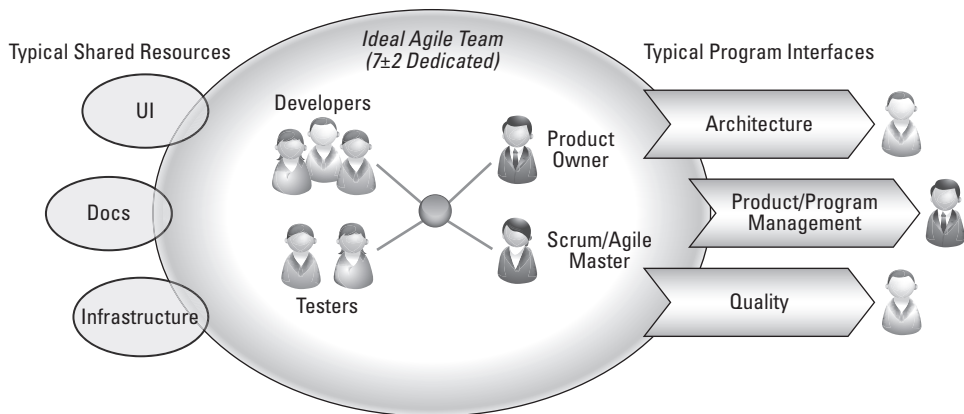 Typical Shared Resources
UI
Docs
Infrastructure
Ideal Agile Team
(7±2 Dedicated)
Developers
Testers
Product
Owner
Scrum/Agile
Master
Typical Program Interfaces
Architecture
Product/Program
Management
Quality